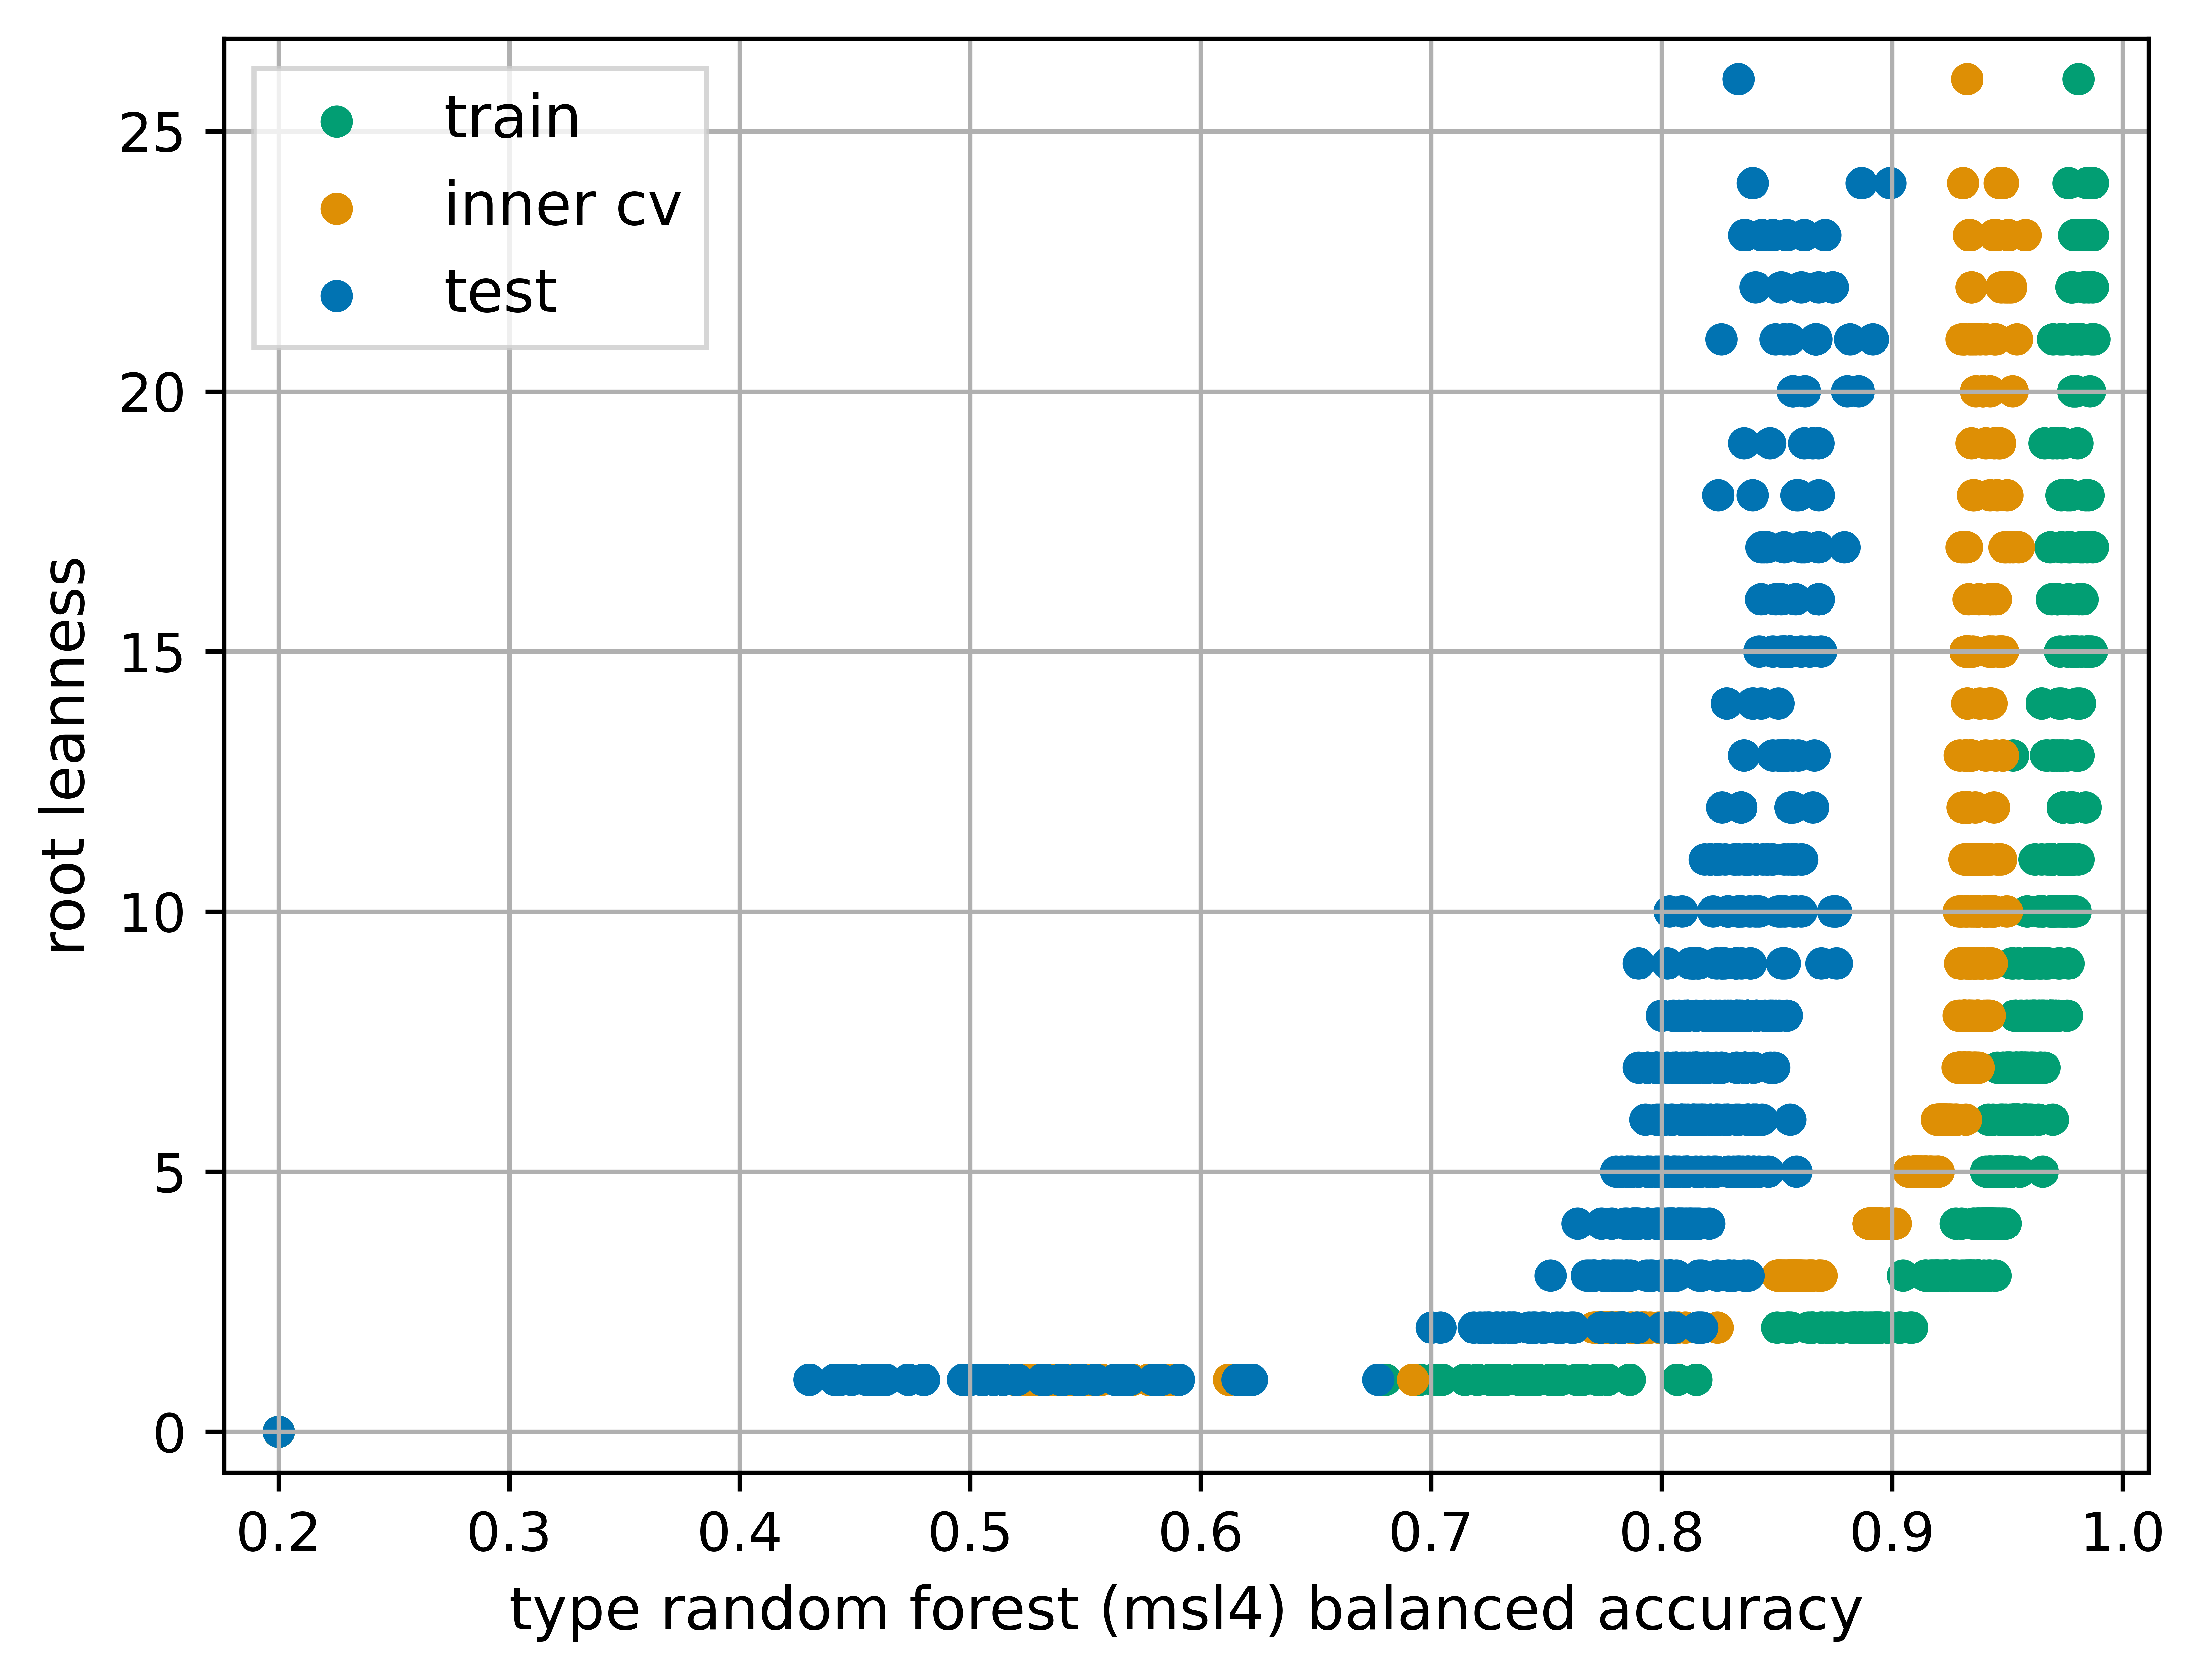 train
inner cv
test
root leanness
25
20
15
10
5
0
0.2 0.3 0.4 0.5 0.6 0.7 0.8 0.9 1.0
type random forest (msl4) balanced accuracy